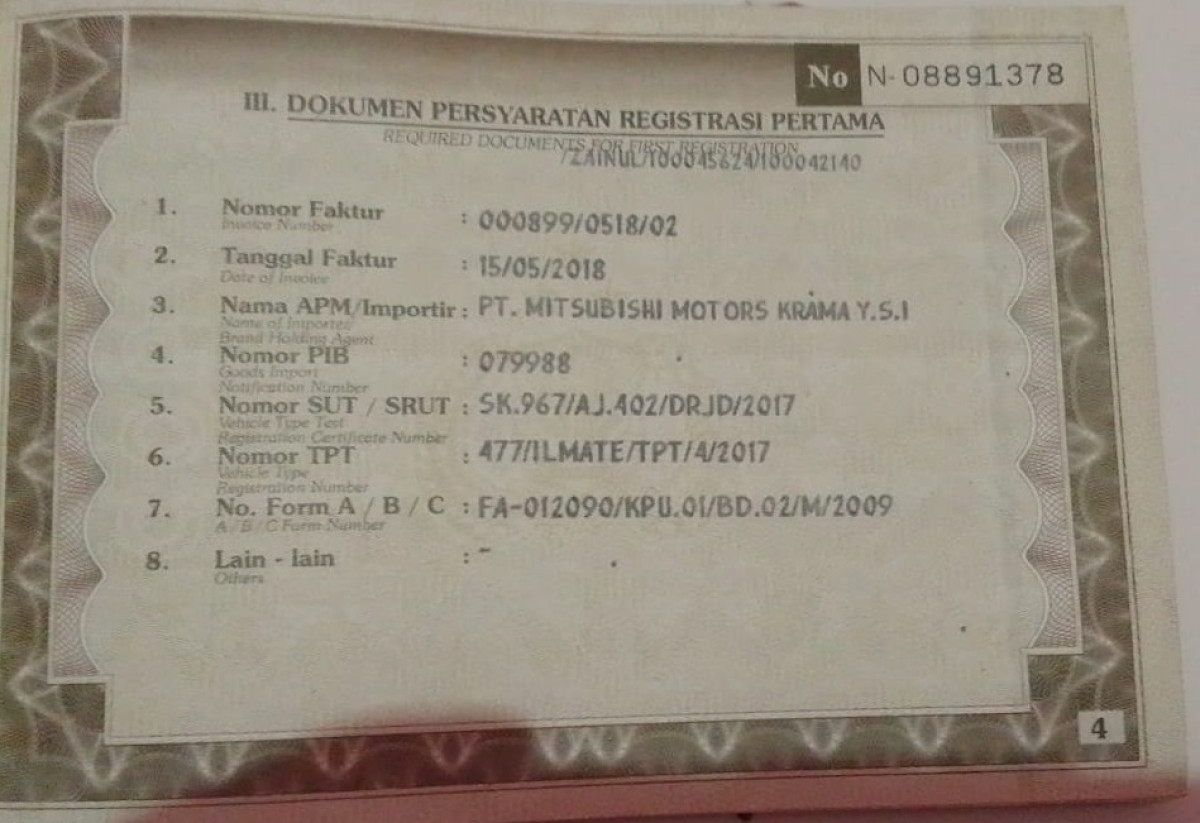 No N-08891378
III. DOKUMEN PERSYARATAN REGISTRASI PERTAMA
REQUIRED DOCUMENTS FOR FIRST REGISTRATION
/ZAINUL/100045624/100042140
1. Nomor Faktur : 000899/0518/02
Invoice Number
2. Tanggal Faktur : 15/05/2018
Date of Invoice
3. Nama APM/Importir : PT. MITSUBISHI MOTORS KRAMA Y.S.I
Name of Importer/
Brand Holding Agent
4. Nomor PIB : 079988
Goods Import
Notification Number
5. Nomor SUT / SRUT : SK.967/AJ.402/DRJD/2017
Vehicle Type Test
Registration Certificate Number
6. Nomor TPT : 477/ILMATE/TPT/4/2017
Vehicle Type
Registration Number
7. No. Form A / B / C : FA-012090/KPU.01/BD.02/M/2009
A / B / C Form Number
8. Lain - lain : -
Others
4